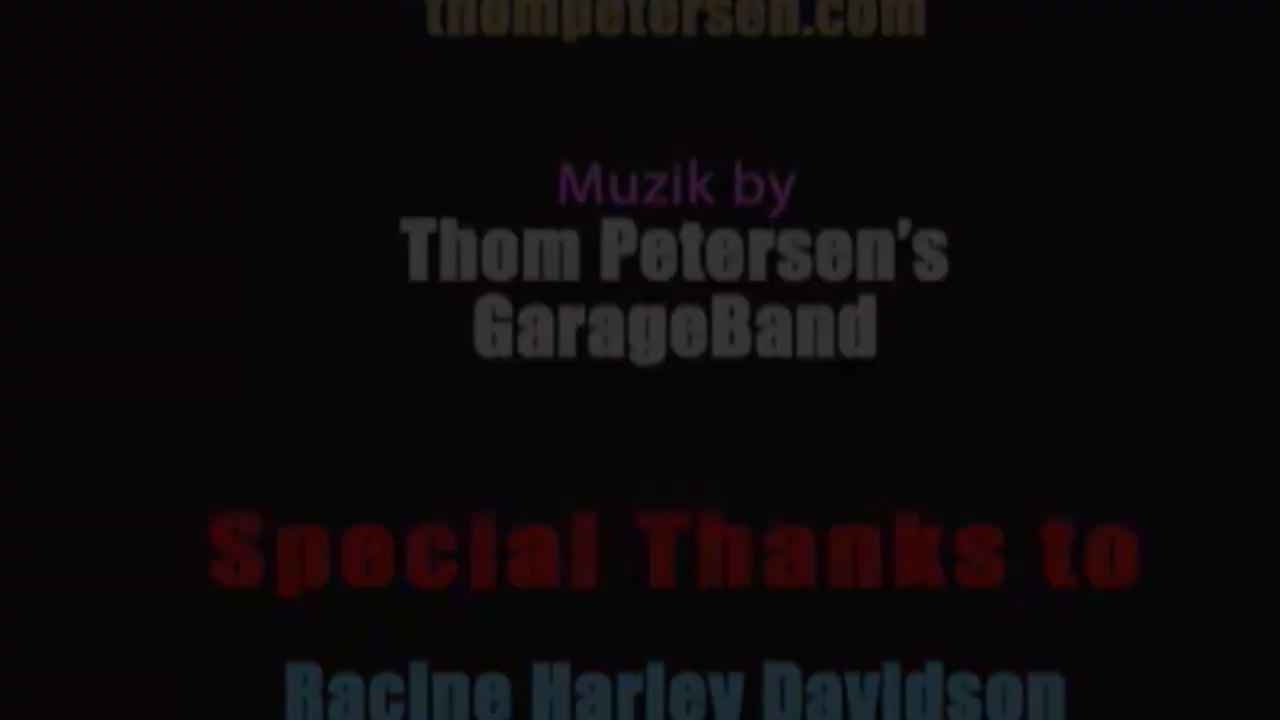 thompetersen.com
Muzik by
Thom Petersen's
GarageBand
Special Thanks to
Racine Harley Davidson